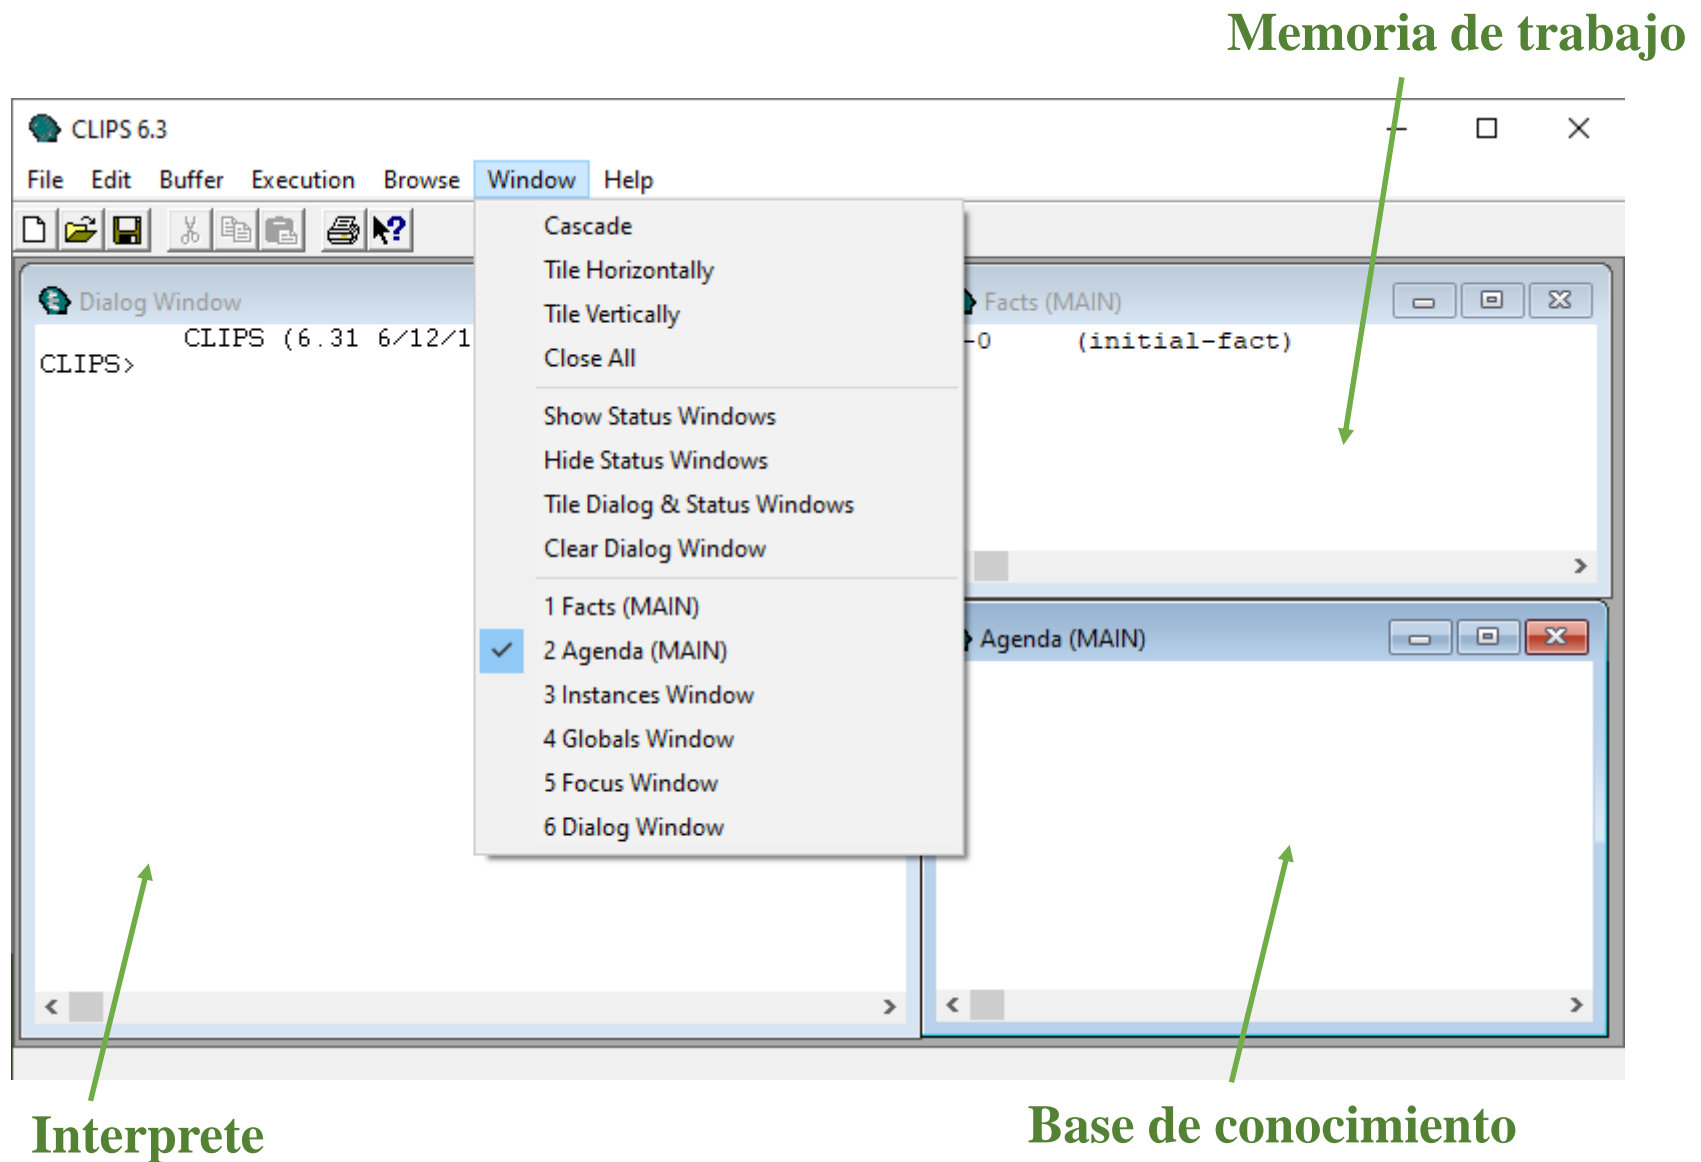 Memoria de trabajo
CLIPS 6.3
File Edit Buffer Execution Browse Window Help
Cascade
Tile Horizontally
Tile Vertically
Close All
Show Status Windows
Hide Status Windows
Tile Dialog & Status Windows
Clear Dialog Window
1 Facts (MAIN)
2 Agenda (MAIN)
3 Instances Window
4 Globals Window
5 Focus Window
6 Dialog Window
Dialog Window
CLIPS (6.31 6/12/1
CLIPS>
Facts (MAIN)
-0 (initial-fact)
Agenda (MAIN)
Interprete
Base de conocimiento